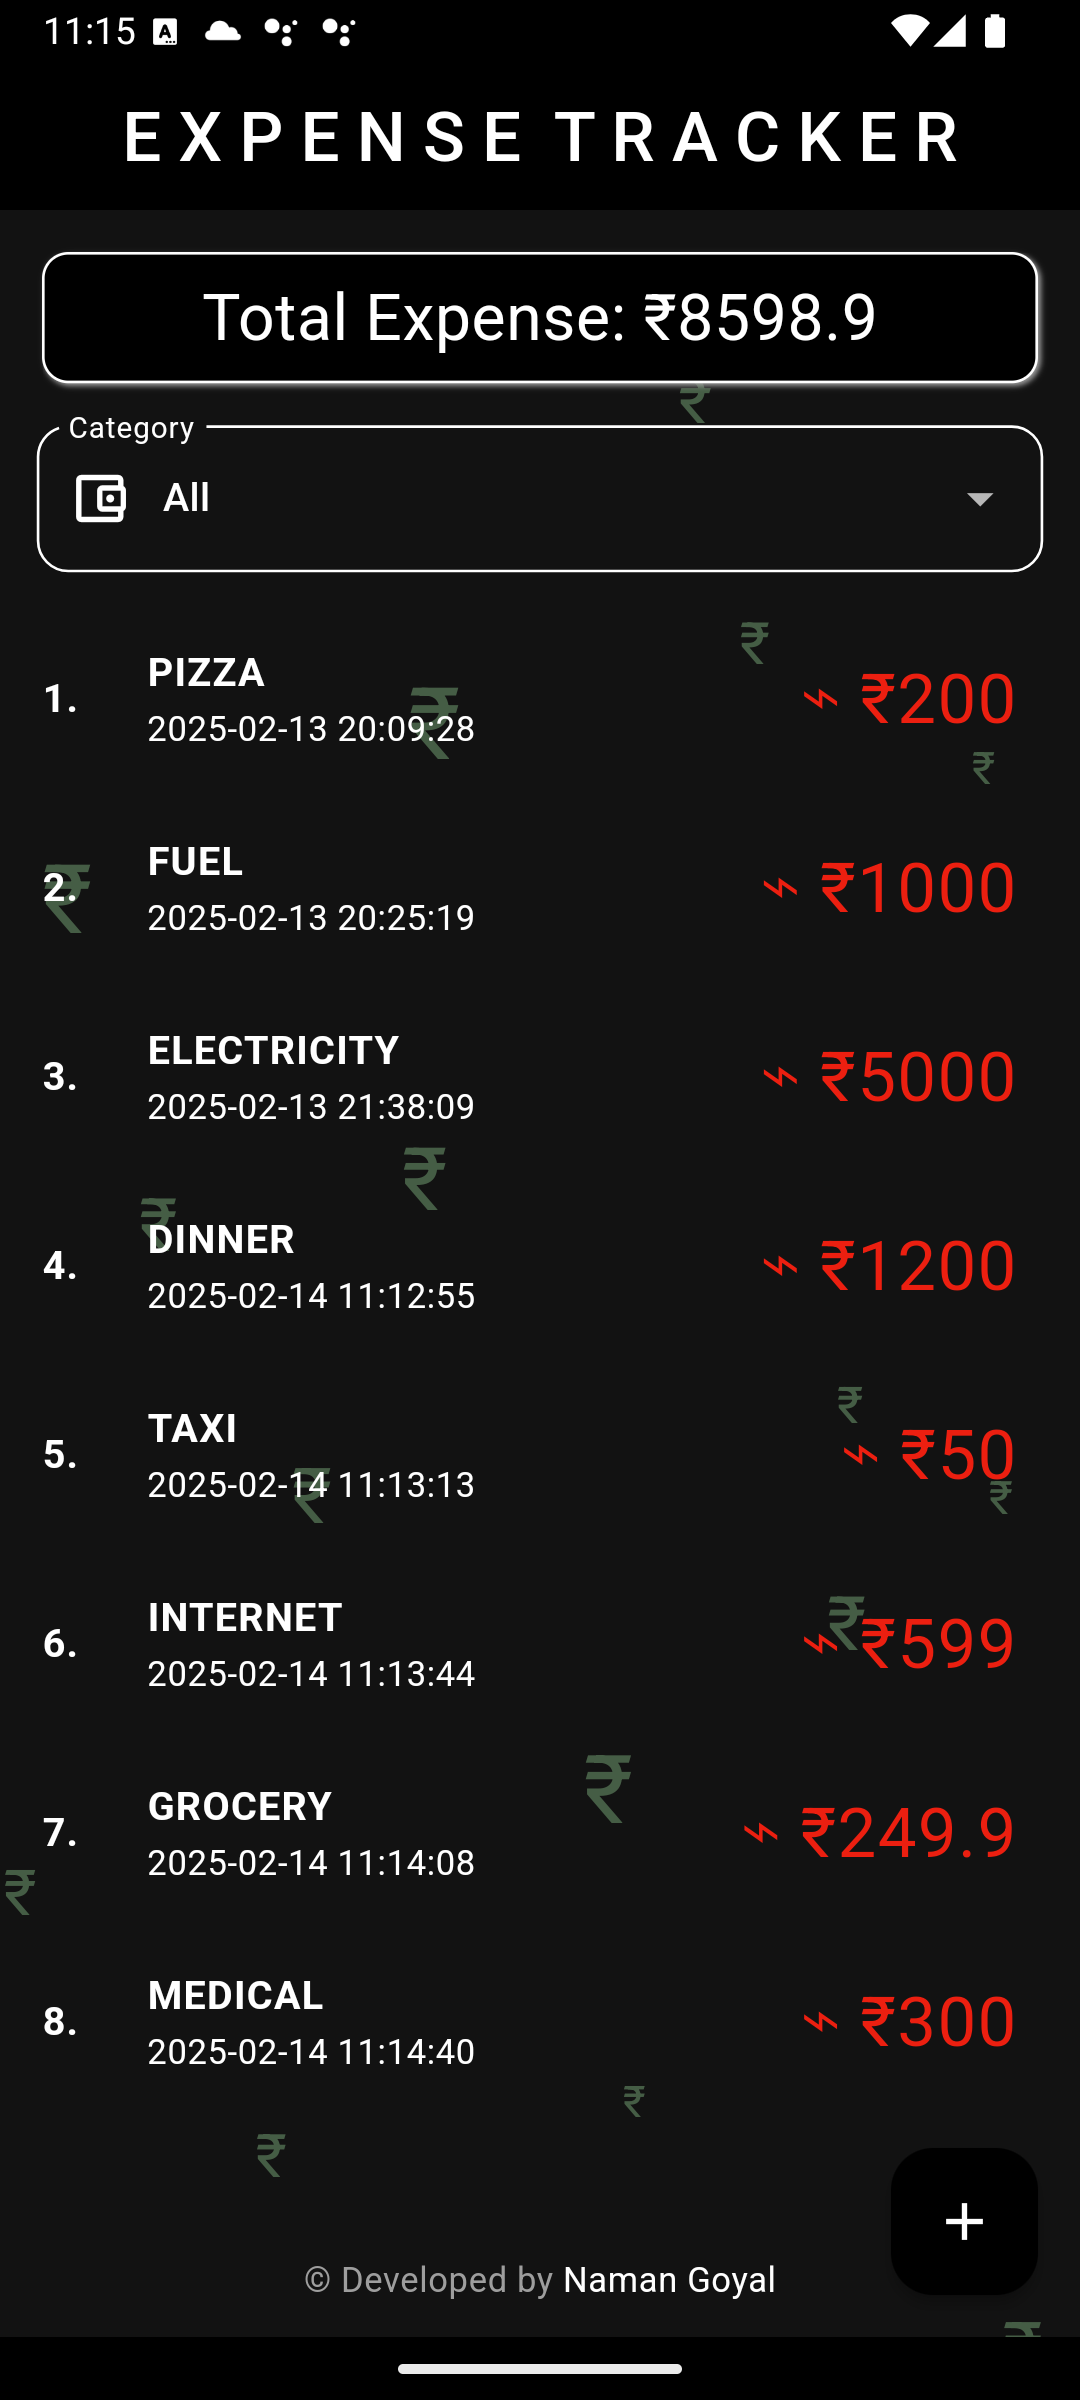 11:15
EXPENSE TRACKER
Total Expense: ₹8598.9
Category
All
1. PIZZA ₹200
2025-02-13 20:09:28
2. FUEL ₹1000
2025-02-13 20:25:19
3. ELECTRICITY ₹5000
2025-02-13 21:38:09
4. DINNER ₹1200
2025-02-14 11:12:55
5. TAXI ₹50
2025-02-14 11:13:13
6. INTERNET ₹599
2025-02-14 11:13:44
7. GROCERY ₹249.9
2025-02-14 11:14:08
8. MEDICAL ₹300
2025-02-14 11:14:40
+
© Developed by Naman Goyal